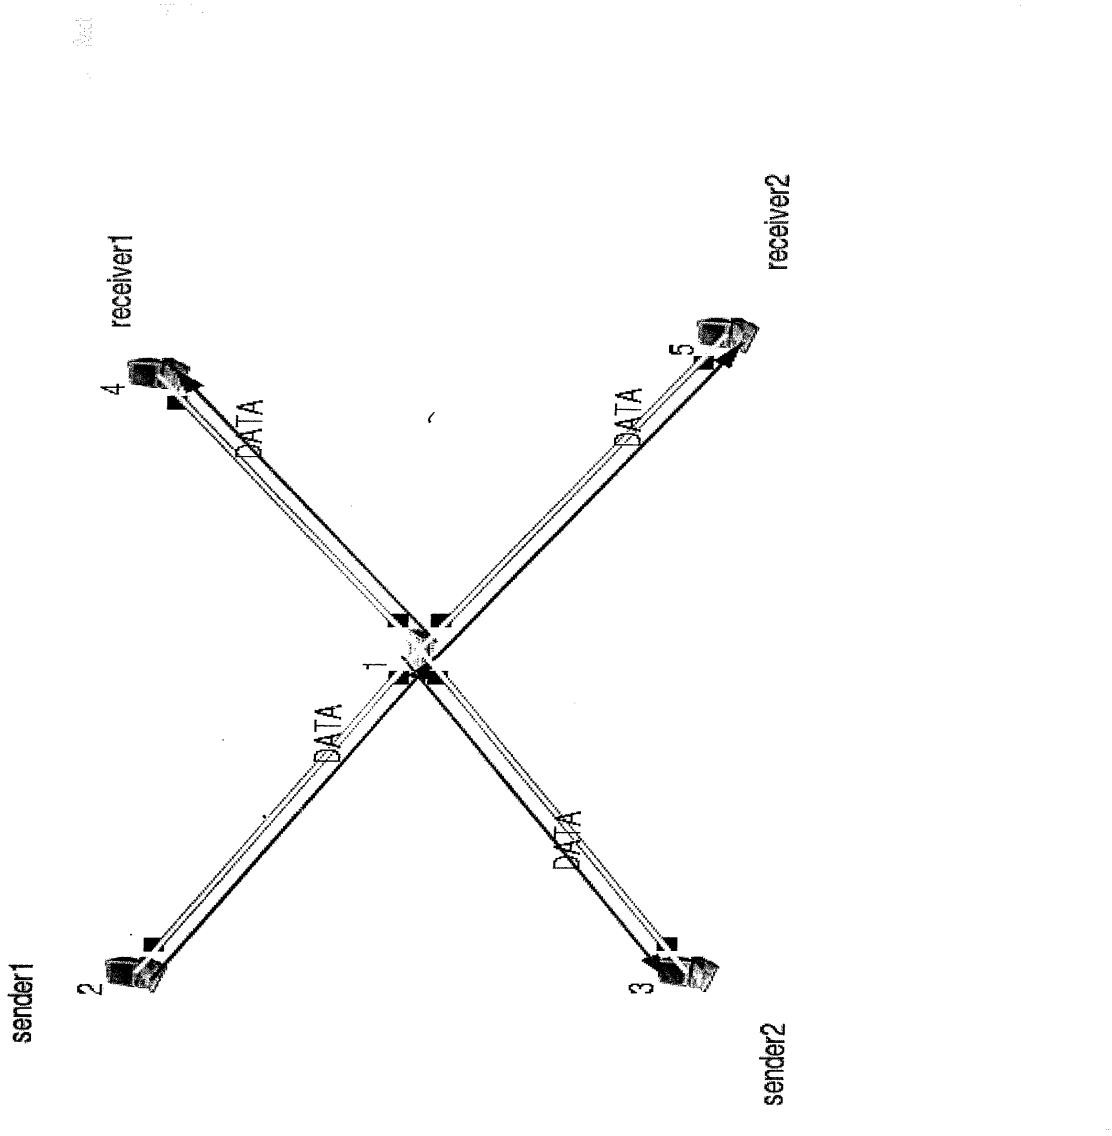 receiver1
receiver2
4
5
DATA
DATA
1
DATA
DATA
2
3
sender1
sender2